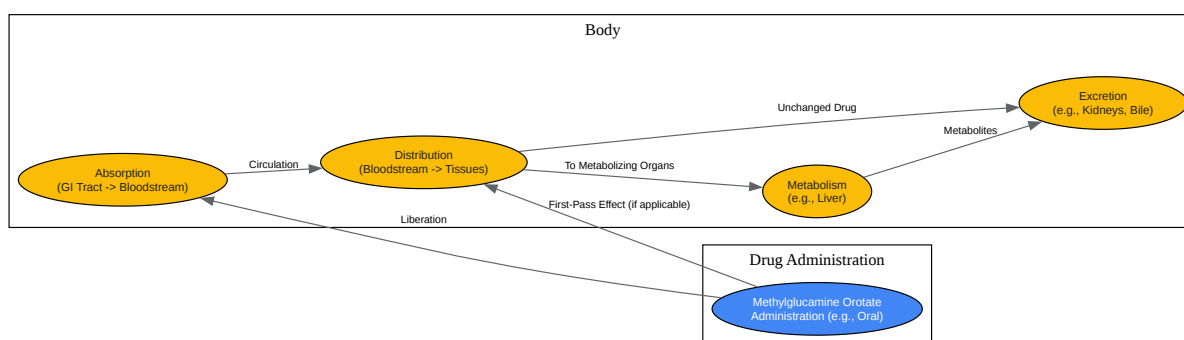 Body
Excretion
(e.g., Kidneys, Bile)
Unchanged Drug
Metabolites
Distribution
(Bloodstream -> Tissues)
Circulation
To Metabolizing Organs
Absorption
(GI Tract -> Bloodstream)
Metabolism
(e.g., Liver)
First-Pass Effect (if applicable)
Liberation
Drug Administration
Methylglucamine Orotate
Administration (e.g., Oral)